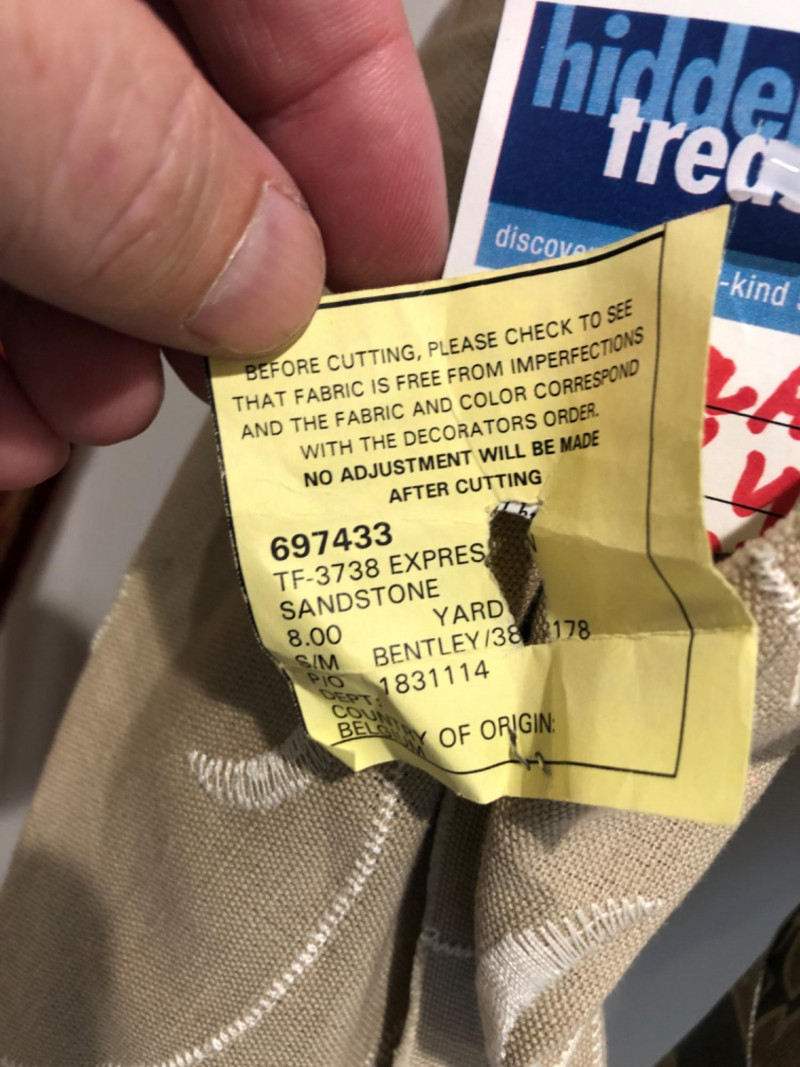 hidde
trea
discove
-kind
BEFORE CUTTING, PLEASE CHECK TO SEE
THAT FABRIC IS FREE FROM IMPERFECTIONS
AND THE FABRIC AND COLOR CORRESPOND
WITH THE DECORATORS ORDER.
NO ADJUSTMENT WILL BE MADE
AFTER CUTTING
697433
TF-3738 EXPRES
SANDSTONE
8.00 YARD
S/M BENTLEY/38 178
P/O 1831114
DEPT:
COUNTRY OF ORIGIN:
BELGIUM